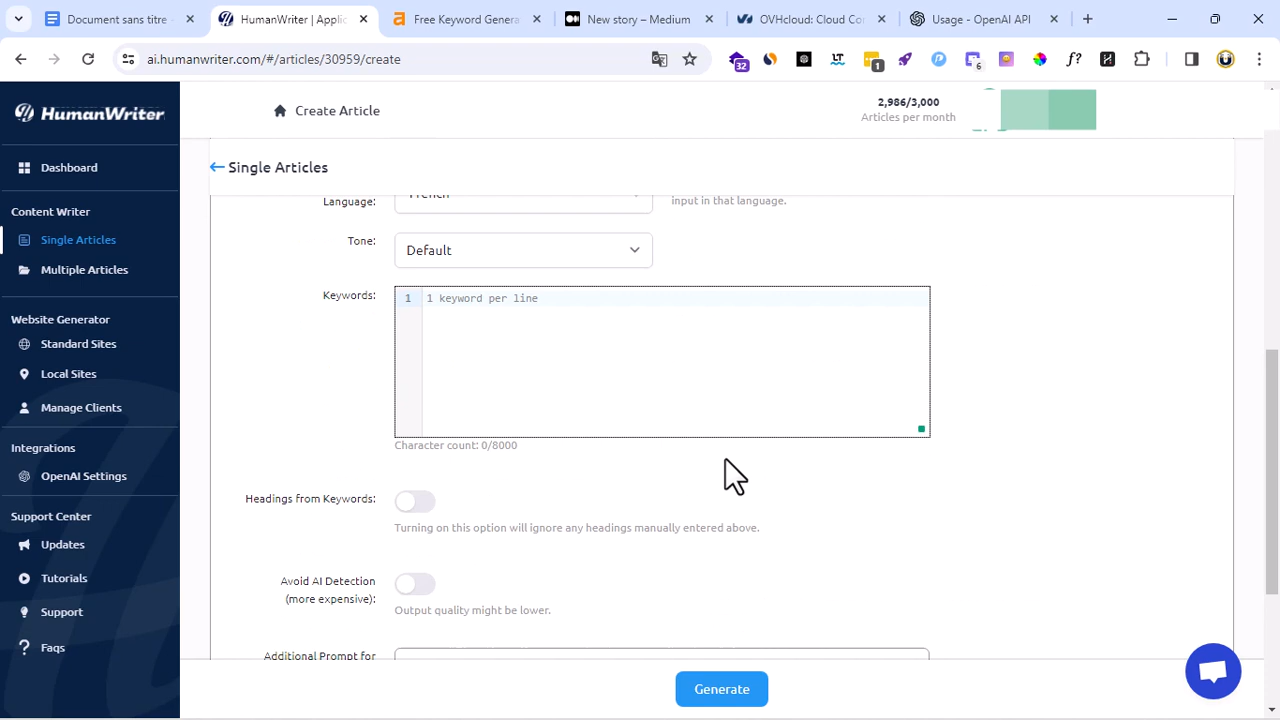 Document sans titre
HumanWriter | Applic
Free Keyword Genera
New story – Medium
OVHcloud: Cloud Co
Usage - OpenAI API
ai.humanwriter.com/#/articles/30959/create
32
1
6
HumanWriter
Create Article
2,986/3,000
Articles per month
Dashboard
Single Articles
Content Writer
Language:
French
input in that language.
Single Articles
Tone:
Default
Multiple Articles
Keywords:
1
1 keyword per line
Website Generator
Standard Sites
Local Sites
Manage Clients
Character count: 0/8000
Integrations
OpenAI Settings
Headings from Keywords:
Turning on this option will ignore any headings manually entered above.
Support Center
Updates
Tutorials
Avoid AI Detection
(more expensive):
Output quality might be lower.
Support
Faqs
Additional Prompt for
Generate